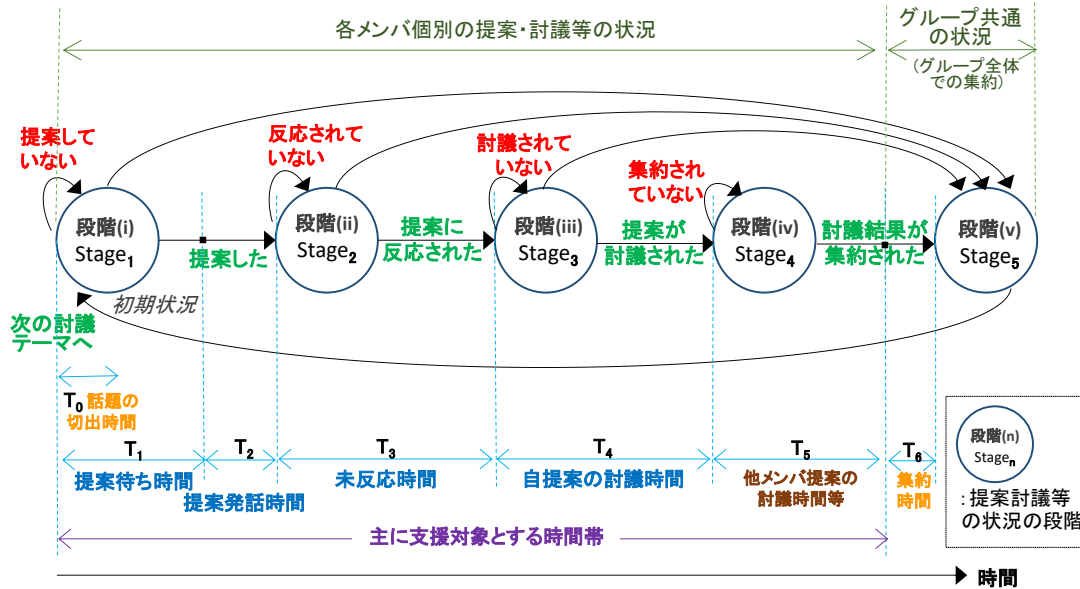 各メンバ個別の提案・討議等の状況
グループ共通
の状況
(グループ全体
での集約)
提案して
いない
反応されて
いない
討議されて
いない
集約され
ていない
段階(i)
Stage1
提案した
段階(ii)
Stage2
提案に
反応された
段階(iii)
Stage3
提案が
討議された
段階(iv)
Stage4
討議結果が
集約された
段階(v)
Stage5
初期状況
次の討議
テーマへ
T0 話題の
切出時間
T1
提案待ち時間
T2
提案発話時間
T3
未反応時間
T4
自提案の討議時間
T5
他メンバ提案の
討議時間等
T6
集約
時間
主に支援対象とする時間帯
時間
段階(n)
Stagen
:提案討議等
の状況の段階